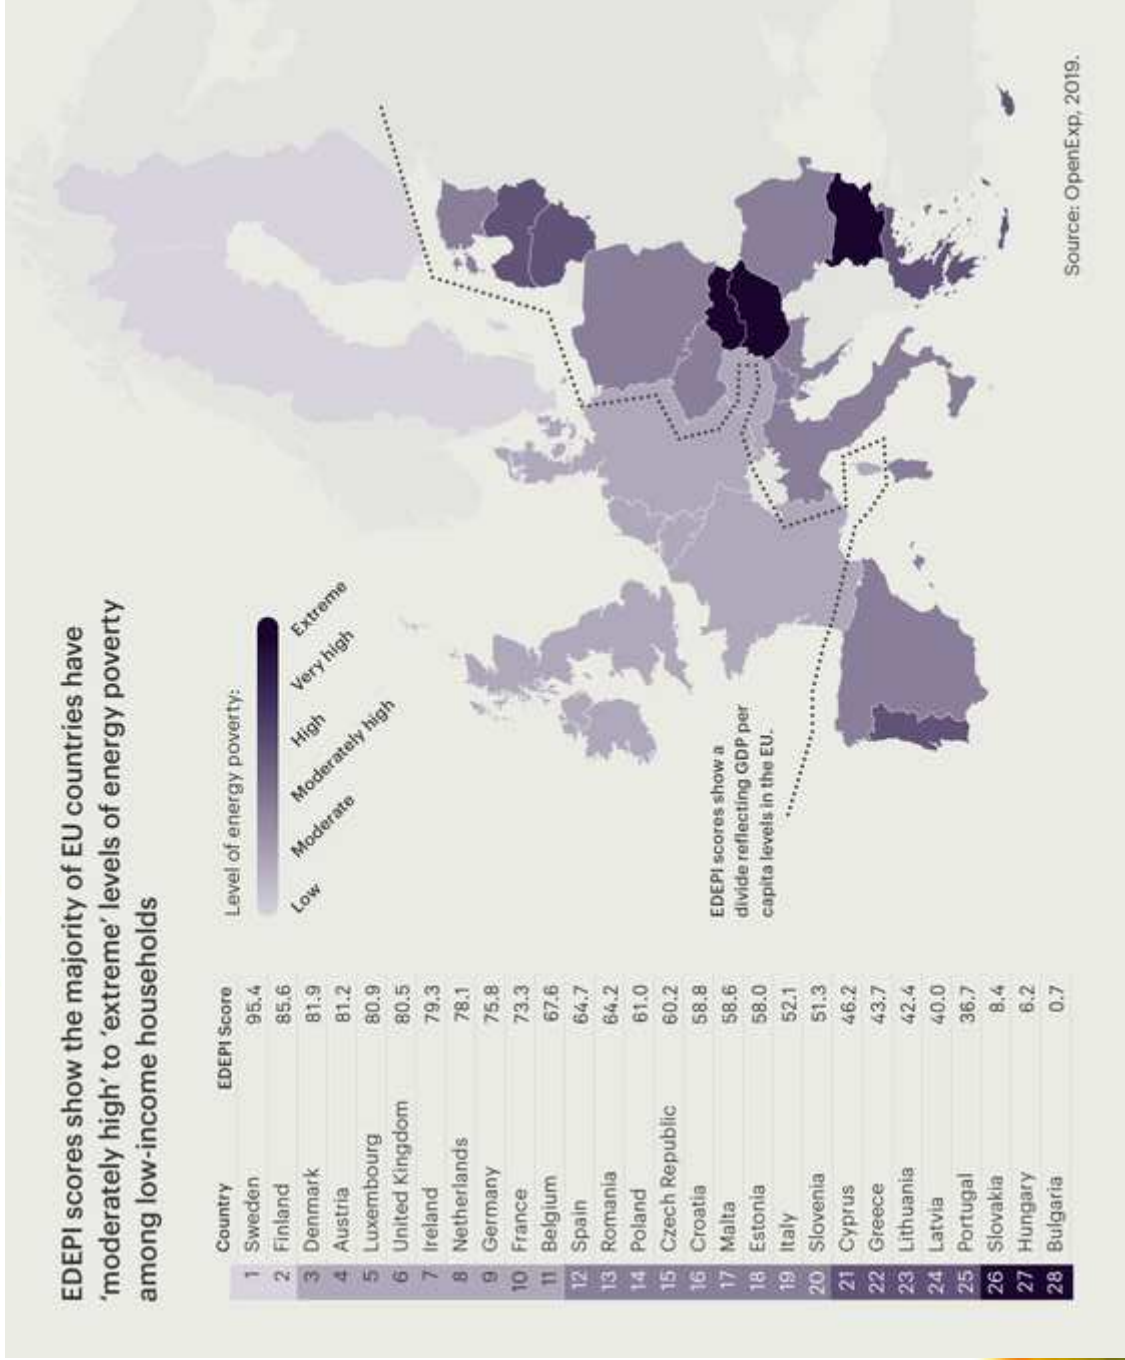 EDEPI scores show the majority of EU countries have
‘moderately high’ to ‘extreme’ levels of energy poverty
among low-income households
Country EDEPI Score
1 Sweden 95.4
2 Finland 85.6
3 Denmark 81.9
4 Austria 81.2
5 Luxembourg 80.9
6 United Kingdom 80.5
7 Ireland 79.3
8 Netherlands 78.1
9 Germany 75.8
10 France 73.3
11 Belgium 67.6
12 Spain 64.7
13 Romania 64.2
14 Poland 61.0
15 Czech Republic 60.2
16 Croatia 58.8
17 Malta 58.6
18 Estonia 58.0
19 Italy 52.1
20 Slovenia 51.3
21 Cyprus 46.2
22 Greece 43.7
23 Lithuania 42.4
24 Latvia 40.0
25 Portugal 36.7
26 Slovakia 8.4
27 Hungary 6.2
28 Bulgaria 0.7
Level of energy poverty:
Low
Moderate
Moderately high
High
Very high
Extreme
EDEPI scores show a
divide reflecting GDP per
capita levels in the EU.
Source: OpenExp, 2019.